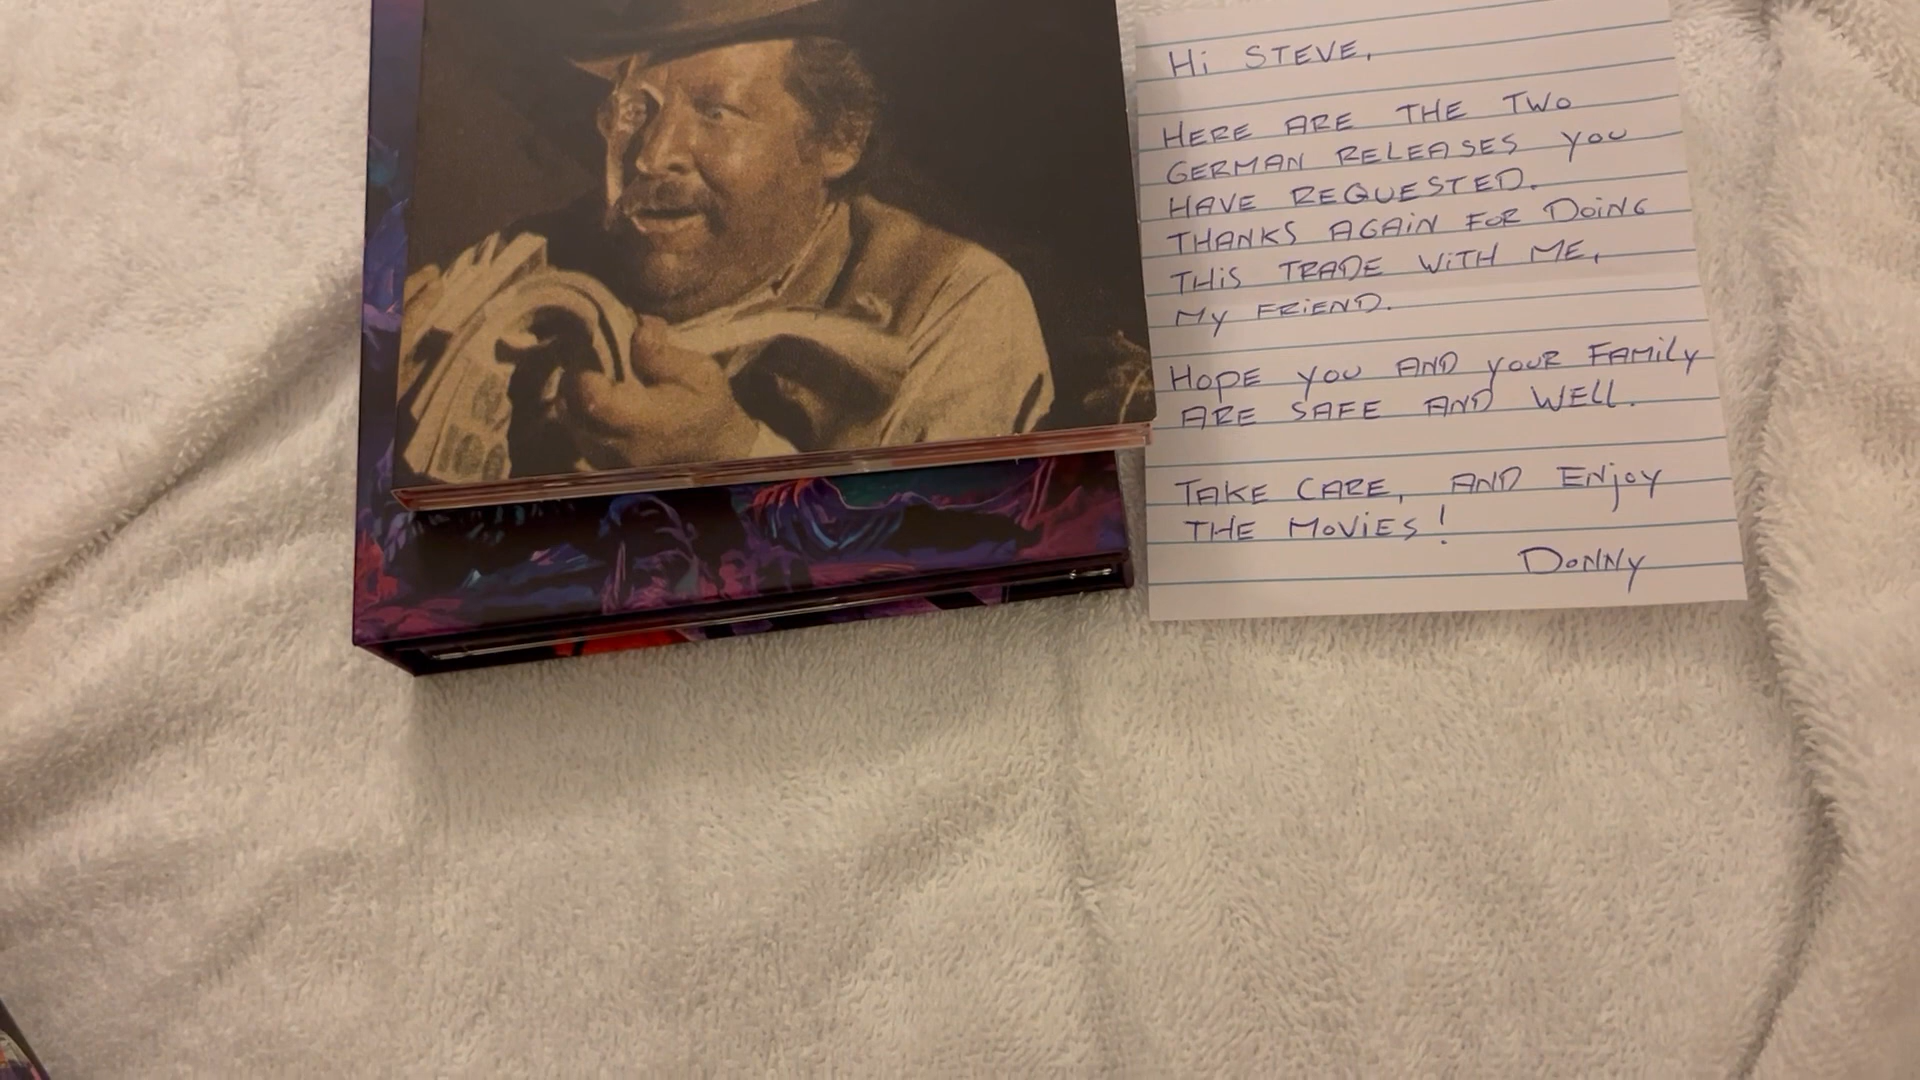 Hi STEVE,
HERE ARE THE TWO
GERMAN RELEASES YOU
HAVE REQUESTED.
THANKS AGAiN FOR DOiNG
THiS TRADE WiTH ME,
MY FRiEND.
HOPE YOU AND YOUR FAMiLY
ARE SAFE AND WELL.
TAKE CARE, AND ENjOY
THE MOViES!
DONNY